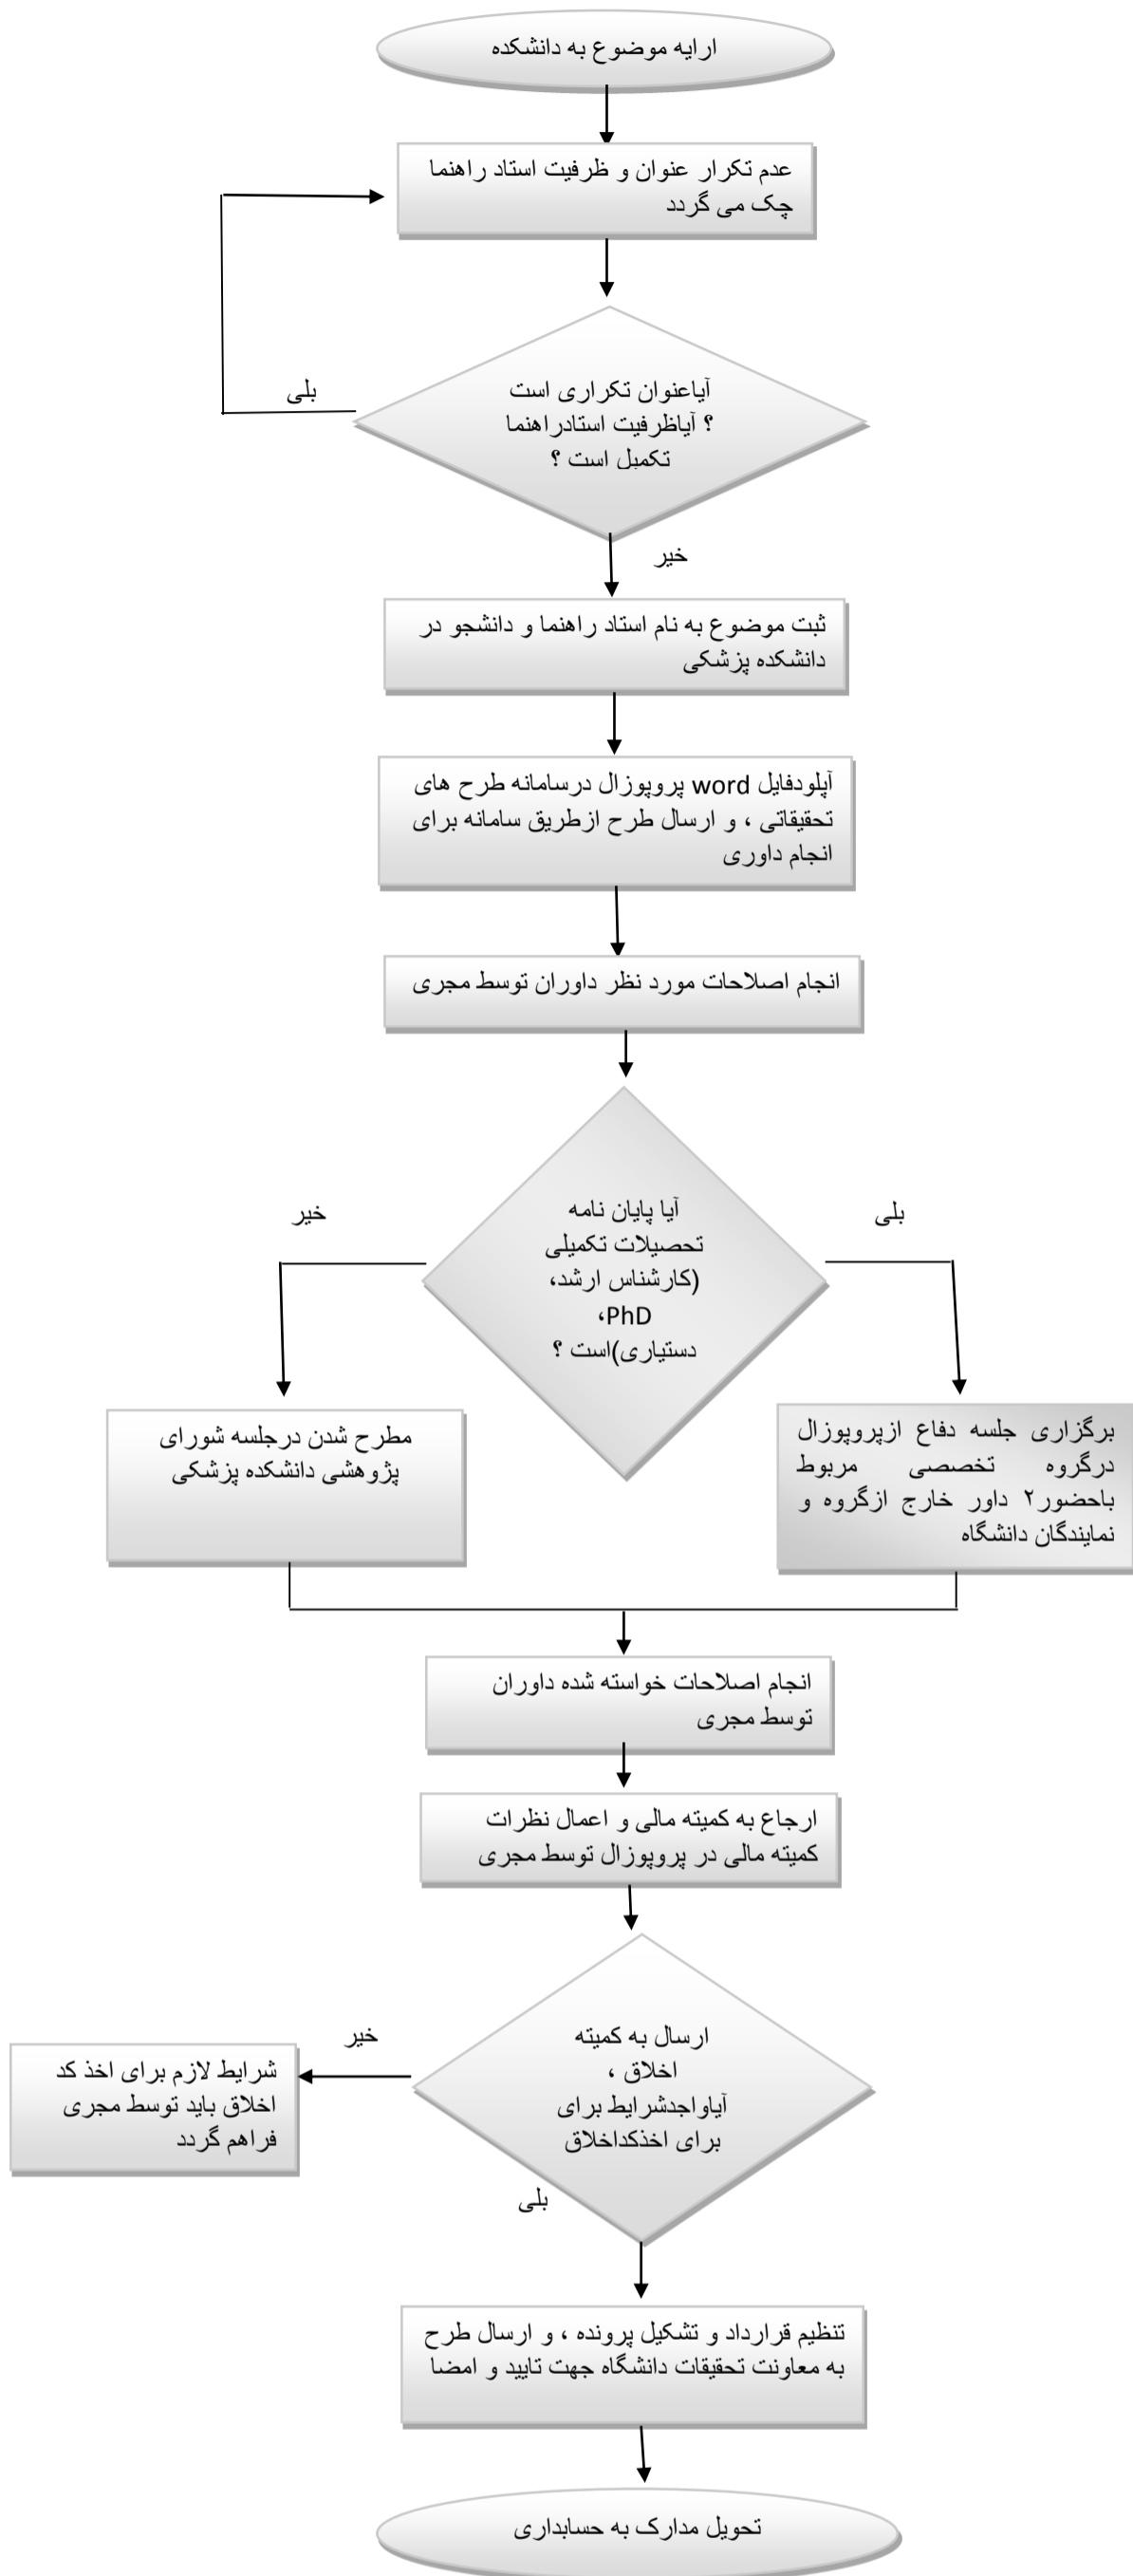 ارایه موضوع به دانشکده
عدم تکرار عنوان و ظرفیت استاد راهنما
چک می گردد
آیاعنوان تکراری است
؟ آیاظرفیت استادراهنما
تکمیل است ؟
بلی
خیر
ثبت موضوع به نام استاد راهنما و دانشجو در
دانشکده پزشکی
آپلودفایل word پروپوزال درسامانه طرح های
تحقیقاتی ، و ارسال طرح ازطریق سامانه برای
انجام داوری
انجام اصلاحات مورد نظر داوران توسط مجری
آیا پایان نامه
تحصیلات تکمیلی
(کارشناس ارشد،
PhD،
دستیاری)است ؟
بلی
خیر
برگزاری جلسه دفاع ازپروپوزال
درگروه تخصصی مربوط
باحضور۲ داور خارج ازگروه و
نمایندگان دانشگاه
مطرح شدن درجلسه شورای
پژوهشی دانشکده پزشکی
انجام اصلاحات خواسته شده داوران
توسط مجری
ارجاع به کمیته مالی و اعمال نظرات
کمیته مالی در پروپوزال توسط مجری
ارسال به کمیته
اخلاق ،
آیاواجدشرایط برای
برای اخذکداخلاق
خیر
شرایط لازم برای اخذ کد
اخلاق باید توسط مجری
فراهم گردد
بلی
تنظیم قرارداد و تشکیل پرونده ، و ارسال طرح
به معاونت تحقیقات دانشگاه جهت تایید و امضا
تحویل مدارک به حسابداری